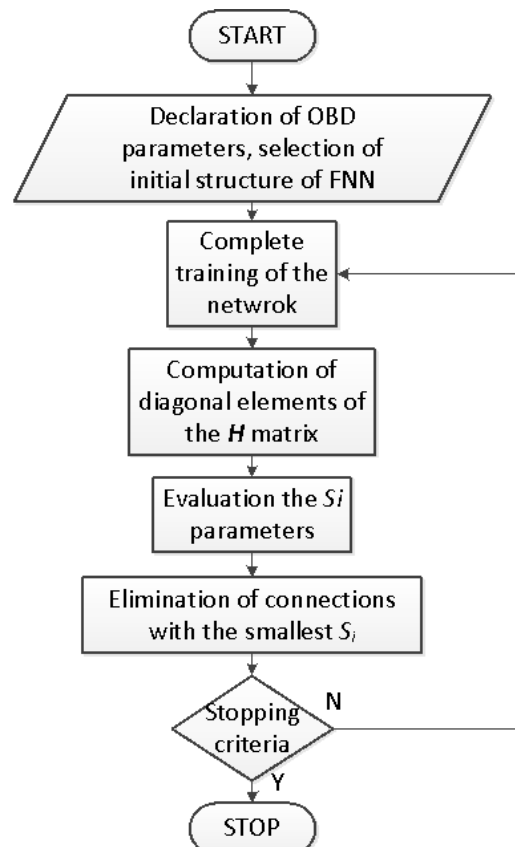 START
Declaration of OBD
parameters, selection of
initial structure of FNN
Complete
training of the
netwrok
Computation of
diagonal elements of
the H matrix
Evaluation the Si
parameters
Elimination of connections
with the smallest Si
Stopping
criteria
N
Y
STOP